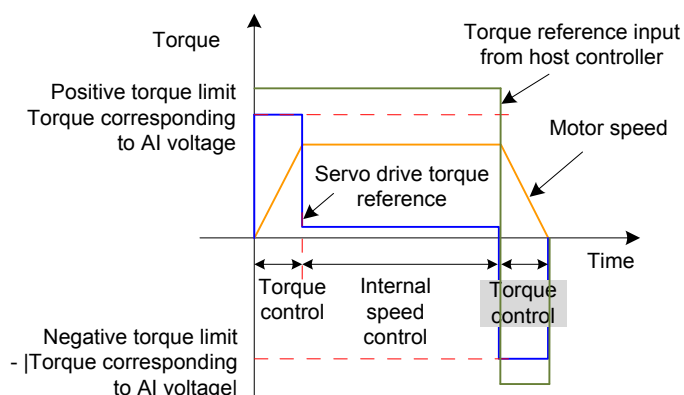 Torque
Torque reference input
from host controller
Positive torque limit
Torque corresponding
to AI voltage
Motor speed
Servo drive torque
reference
Time
Torque
control
Internal
speed
control
Torque
control
Negative torque limit
- |Torque corresponding
to AI voltage|